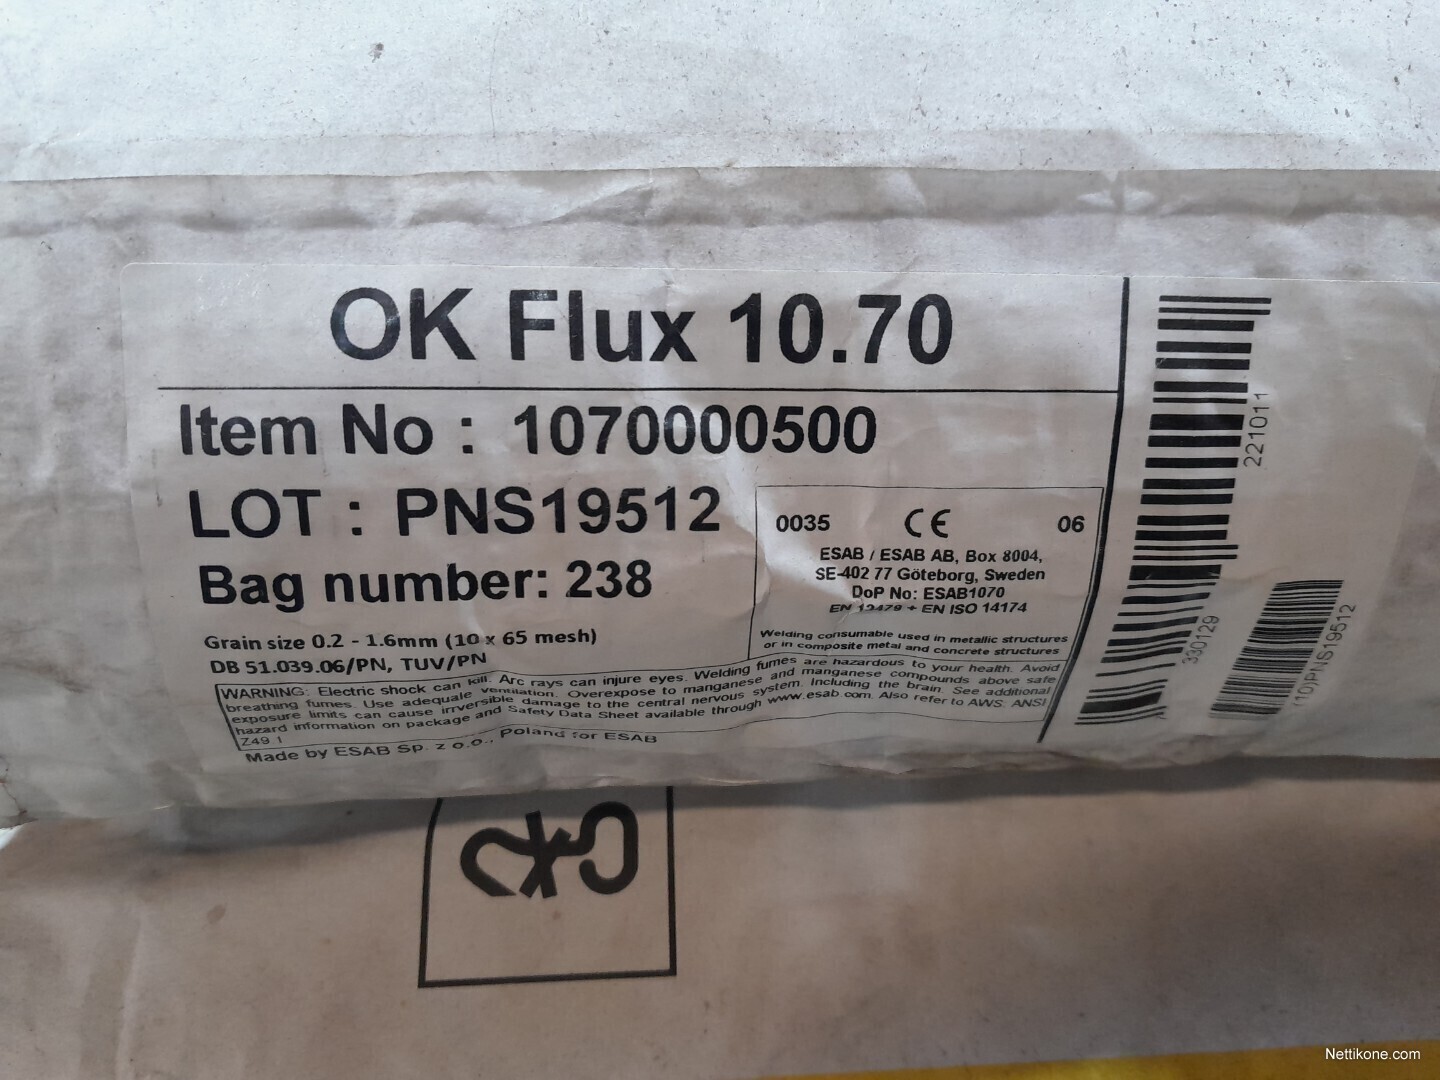 OK Flux 10.70
Item No : 1070000500
LOT : PNS19512
Bag number: 238
Grain size 0.2 - 1.6mm (10 x 65 mesh)
DB 51.039.06/PN, TUV/PN
0035 CE 06
ESAB / ESAB AB, Box 8004,
SE-402 77 Göteborg, Sweden
DoP No: ESAB1070
EN 13479 + EN ISO 14174
Welding consumable used in metallic structures
or in composite metal and concrete structures
WARNING: Electric shock can kill. Arc rays can injure eyes. Welding fumes are hazardous to your health. Avoid
breathing fumes. Use adequale ventilation. Overexpose to manganese and manganese compounds above safe
exposure limits can cause irrversible damage to the central nervous system. Including the brain. See additional
hazard information on package and Safety Data Sheet available through www.esab.com. Also refer to AWS: ANSI
Z49.1
Made by ESAB Sp. z o.o., Poland for ESAB
221011
330129
(10)PNS19512
Nettikone.com